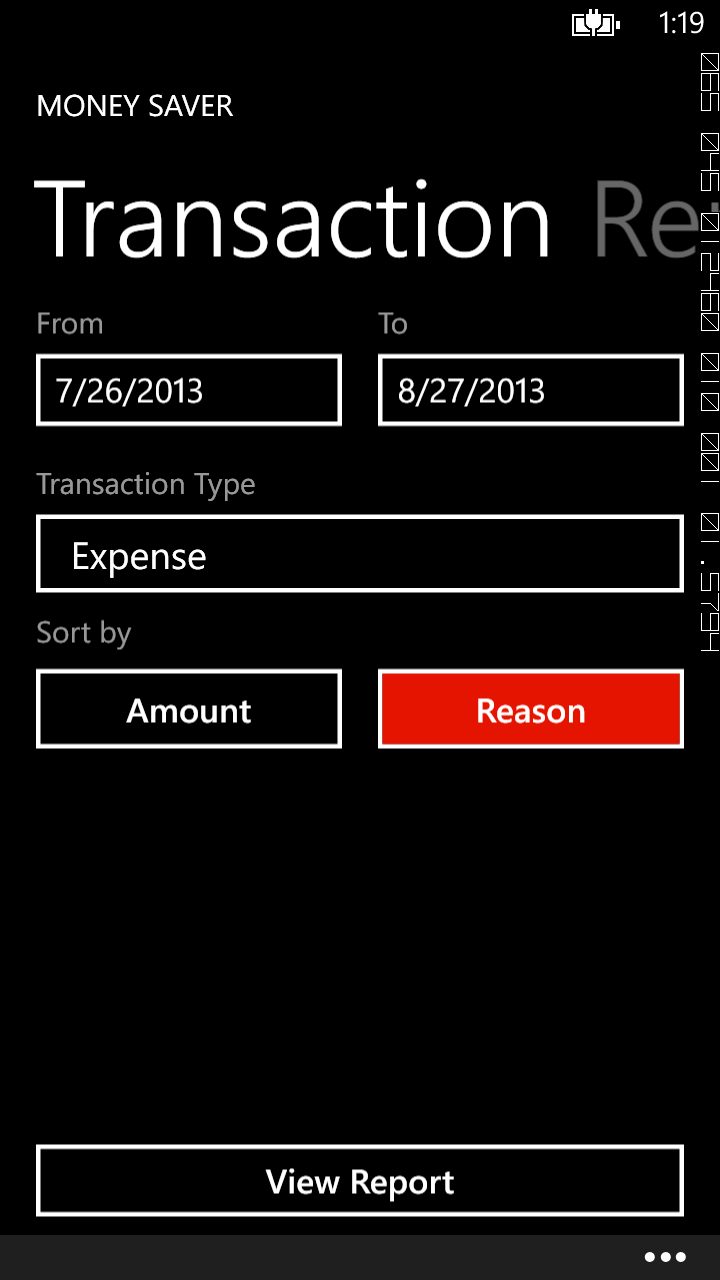 1:19
MONEY SAVER
Transaction Re
From To
7/26/2013 8/27/2013
Transaction Type
Expense
Sort by
Amount Reason
View Report